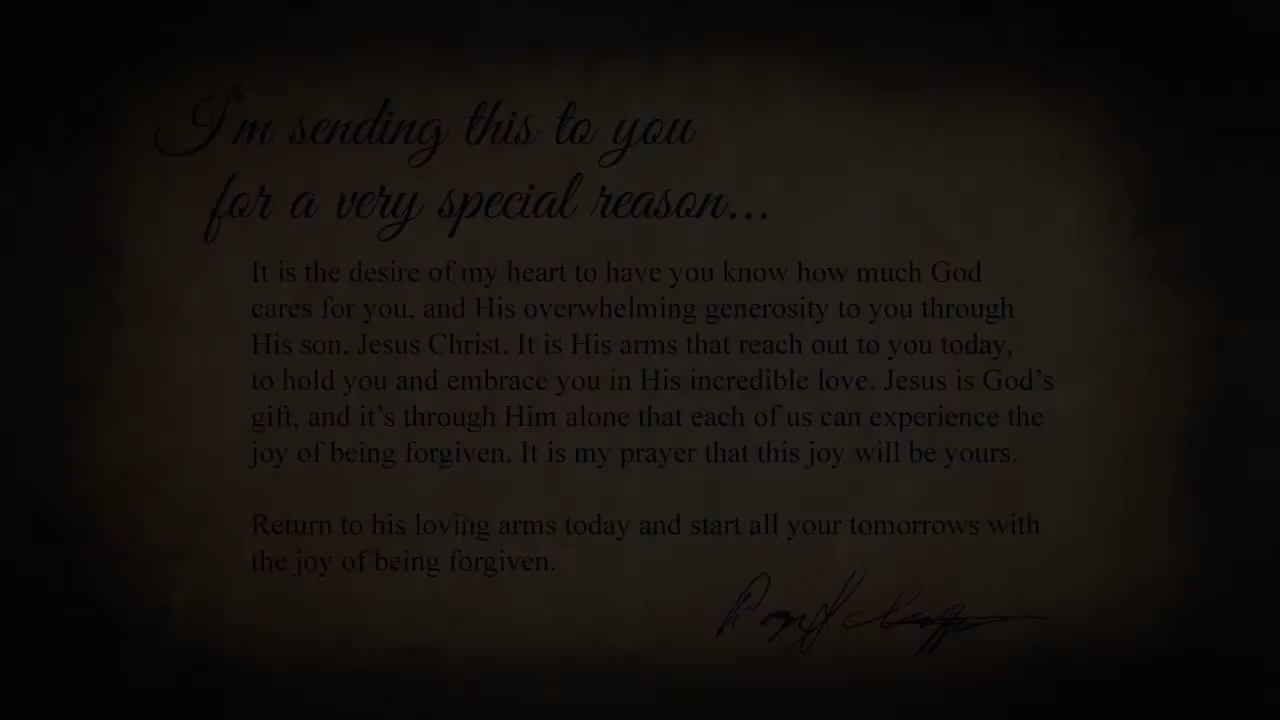 I'm sending this to you
for a very special reason...
It is the desire of my heart to have you know how much God
cares for you, and His overwhelming generosity to you through
His son, Jesus Christ. It is His arms that reach out to you today,
to hold you and embrace you in His incredible love. Jesus is God's
gift, and it's through Him alone that each of us can experience the
joy of being forgiven. It is my prayer that this joy will be yours.
Return to his loving arms today and start all your tomorrows with
the joy of being forgiven.